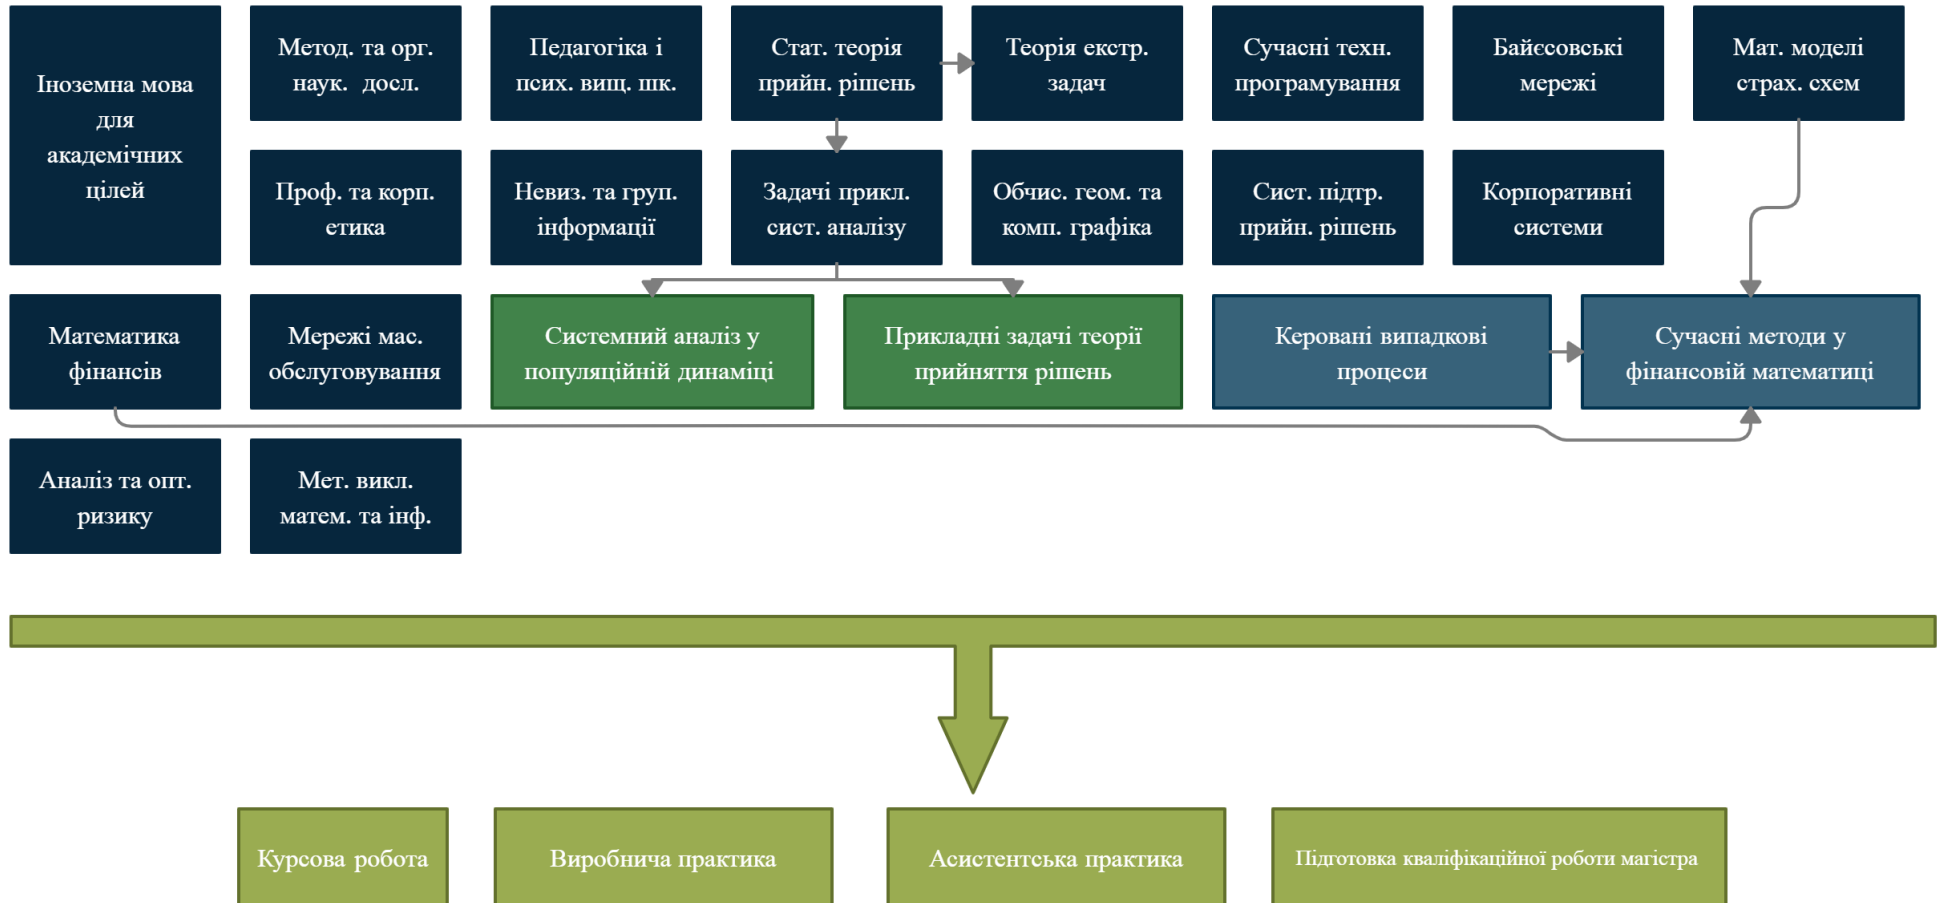 Іноземна мова
для
академічних
цілей
Метод. та орг.
наук.  досл.
Педагогіка і
псих. вищ. шк.
Стат. теорія
прийн. рішень
Теорія екстр.
задач
Сучасні техн.
програмування
Байєсовські
мережі
Мат. моделі
страх. схем
Проф. та корп.
етика
Невиз. та груп.
інформації
Задачі прикл.
сист. аналізу
Обчис. геом. та
комп. графіка
Сист. підтр.
прийн. рішень
Корпоративні
системи
Математика
фінансів
Мережі мас.
обслуговування
Системний аналіз у
популяційній динаміці
Прикладні задачі теорії
прийняття рішень
Керовані випадкові
процеси
Сучасні методи у
фінансовій математиці
Аналіз та опт.
ризику
Мет. викл.
матем. та інф.
Курсова робота
Виробнича практика
Асистентська практика
Підготовка кваліфікаційної роботи магістра